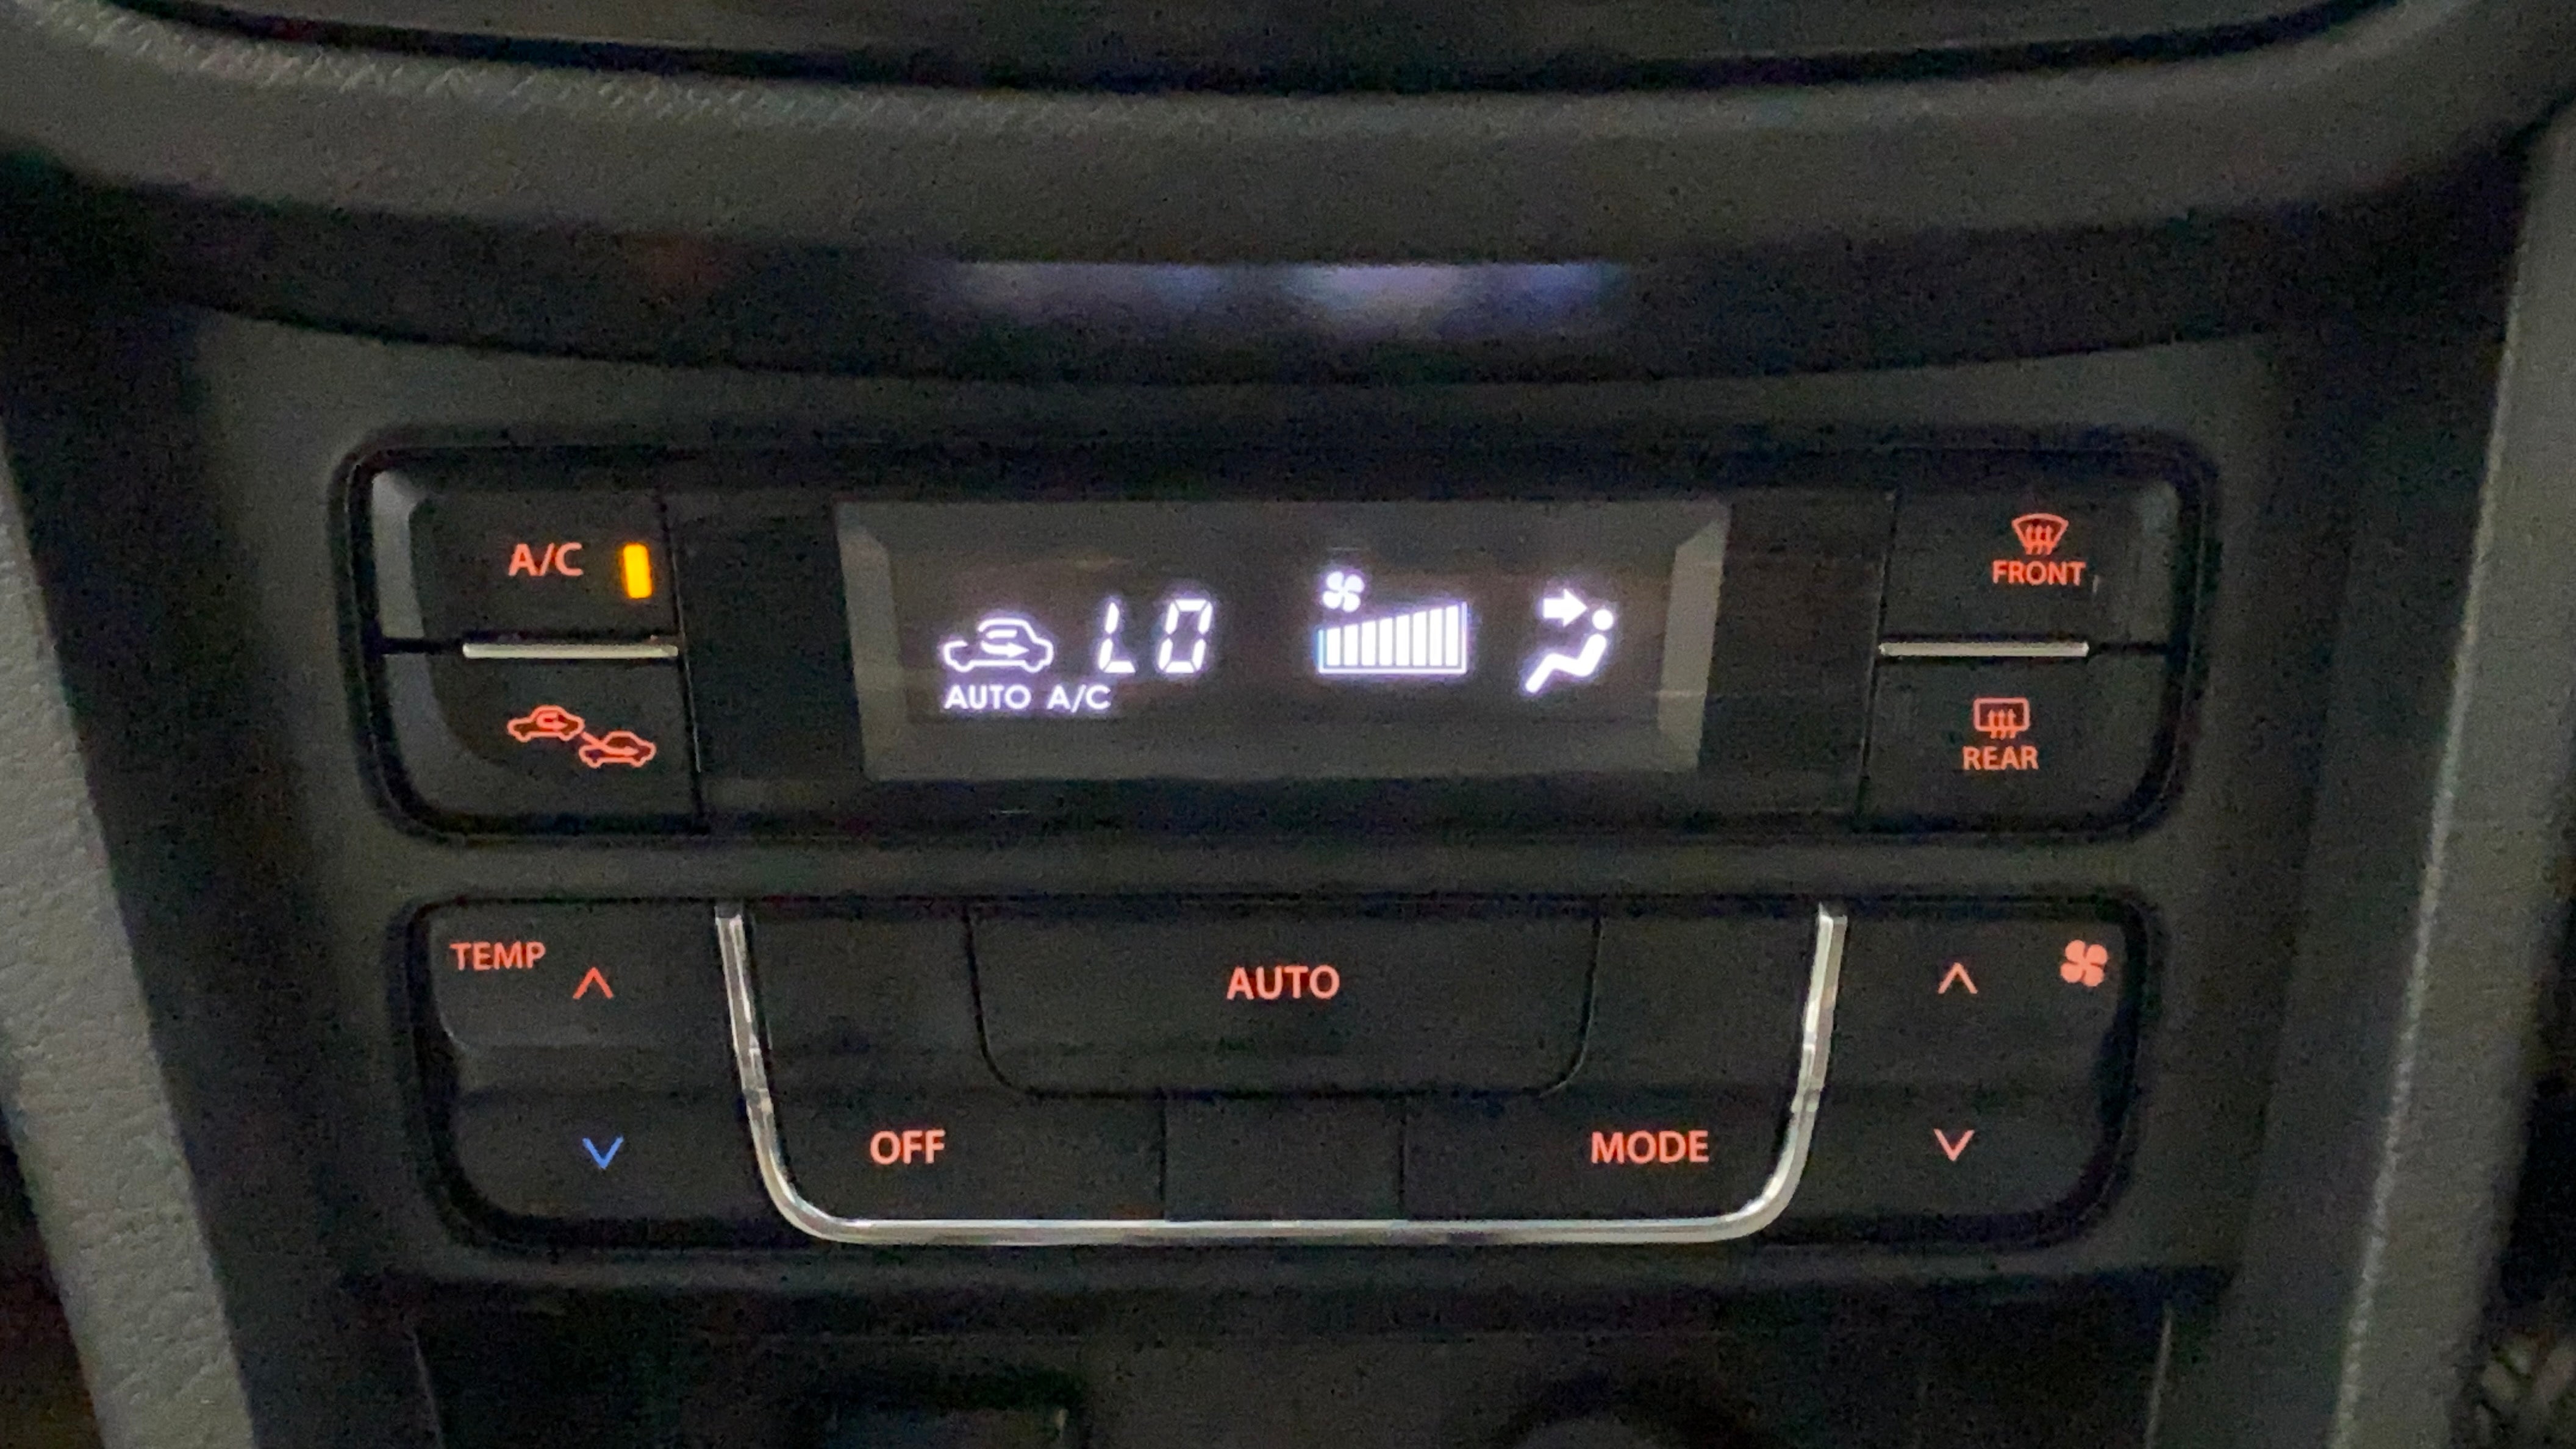 A/C
LO
AUTO A/C
FRONT
REAR
TEMP
AUTO
OFF
MODE